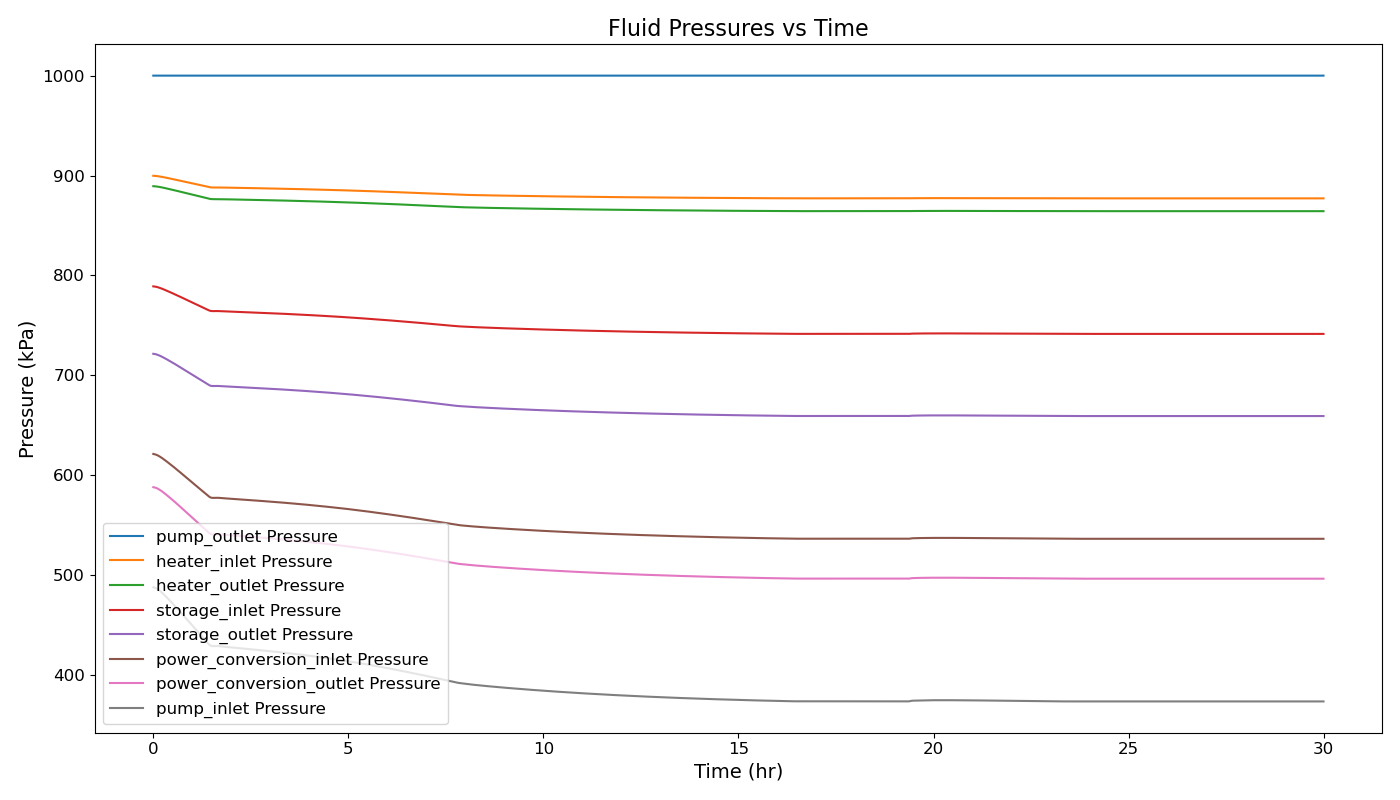 Fluid Pressures vs Time
Pressure (kPa)
1000
900
800
700
600
500
400
pump_outlet Pressure
heater_inlet Pressure
heater_outlet Pressure
storage_inlet Pressure
storage_outlet Pressure
power_conversion_inlet Pressure
power_conversion_outlet Pressure
pump_inlet Pressure
0 5 10 15 20 25 30
Time (hr)